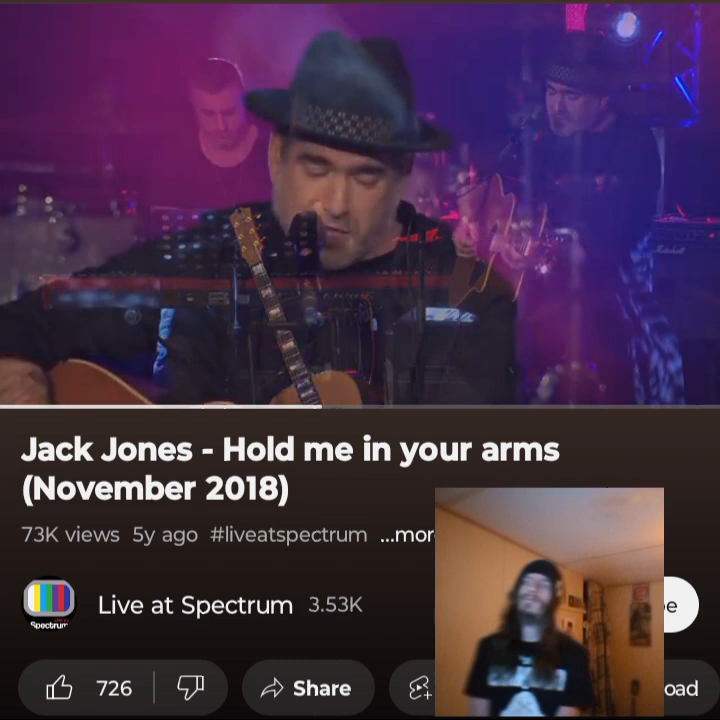 Marshall
Jack Jones - Hold me in your arms
(November 2018)
73K views 5y ago #liveatspectrum ...mor
Spectrum
Live at Spectrum 3.53K
e
726
Share
oad